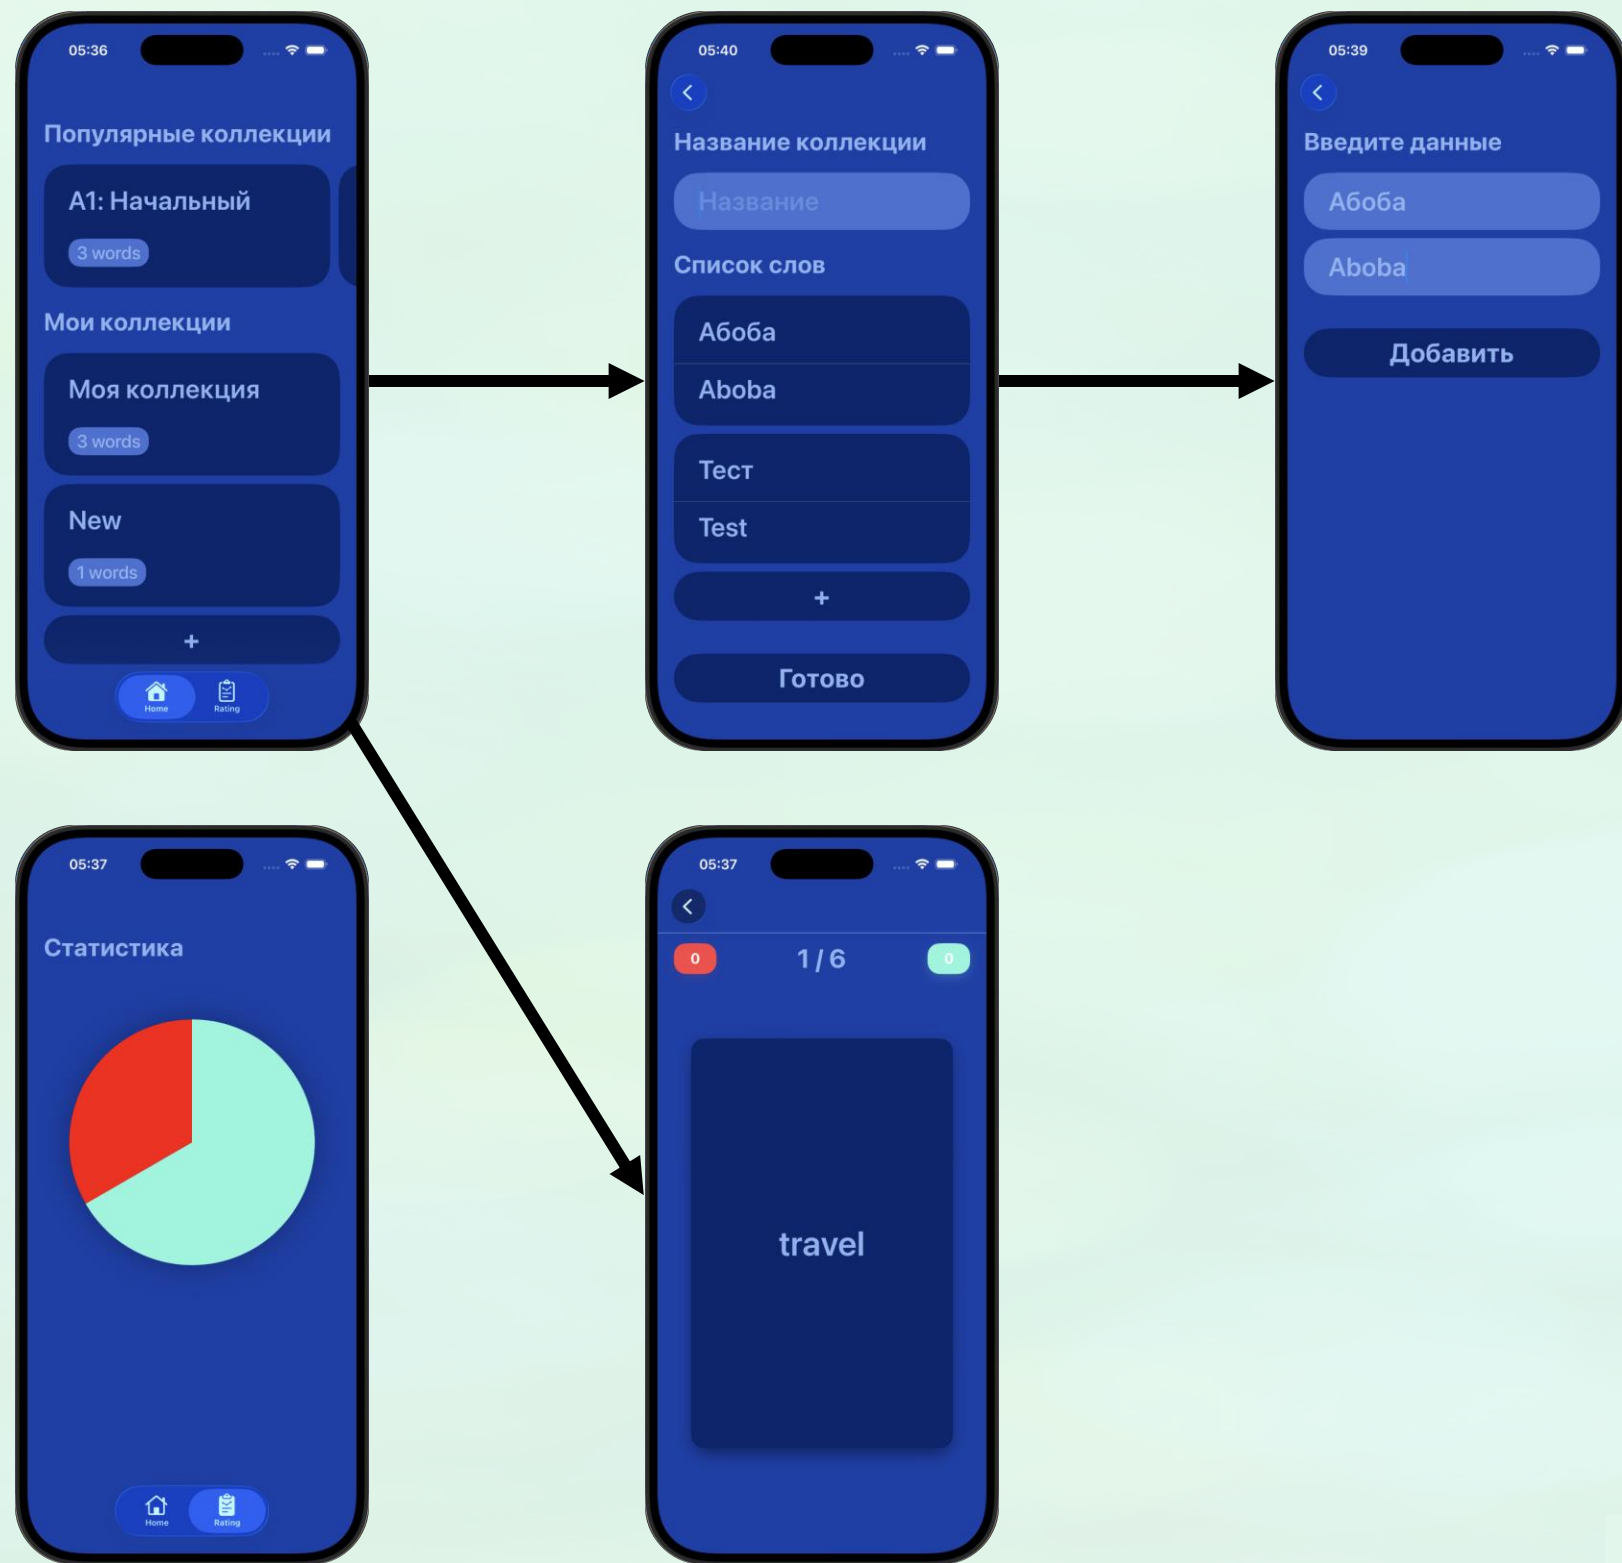 05:36
Популярные коллекции
A1: Начальный
3 words
Мои коллекции
Моя коллекция
3 words
New
1 words
+
Home
Rating
05:40
Название коллекции
Название
Список слов
Абоба
Aboba
Тест
Test
+
Готово
05:39
Введите данные
Абоба
Aboba
Добавить
05:37
Статистика
Home
Rating
05:37
0
1 / 6
0
travel